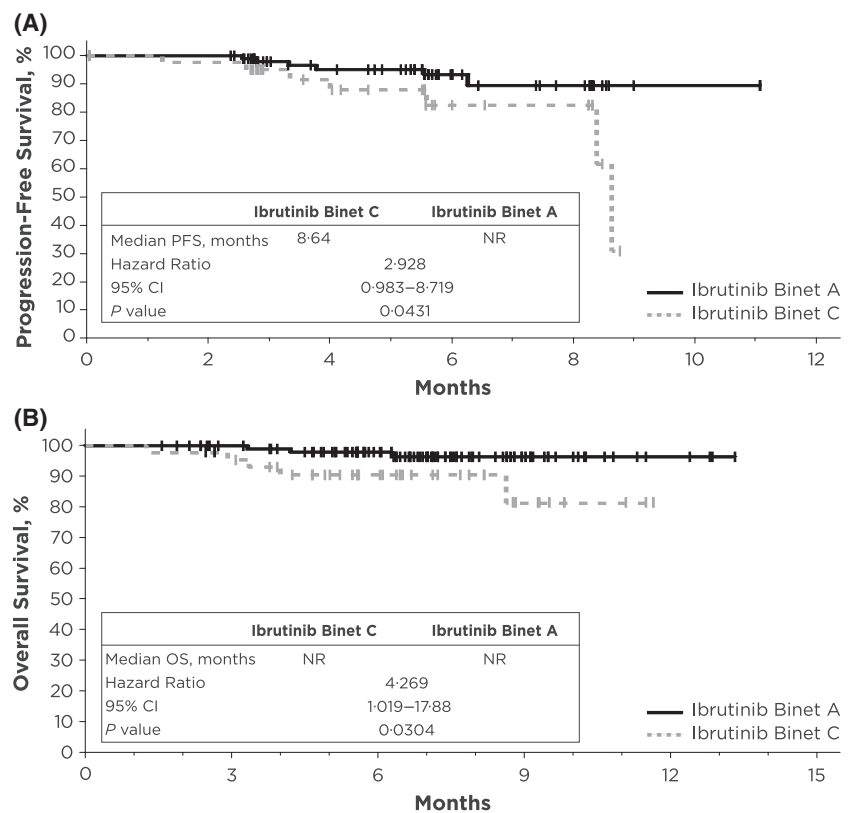 (A)
Progression-Free Survival, %
100
90
80
70
60
50
40
30
20
10
0
Ibrutinib Binet C Ibrutinib Binet A
Median PFS, months 8·64 NR
Hazard Ratio 2·928
95% CI 0·983–8·719
P value 0·0431
Ibrutinib Binet A
Ibrutinib Binet C
0 2 4 6 8 10 12
Months
(B)
Overall Survival, %
100
90
80
70
60
50
40
30
20
10
0
Ibrutinib Binet C Ibrutinib Binet A
Median OS, months NR NR
Hazard Ratio 4·269
95% CI 1·019–17·88
P value 0·0304
Ibrutinib Binet A
Ibrutinib Binet C
0 3 6 9 12 15
Months